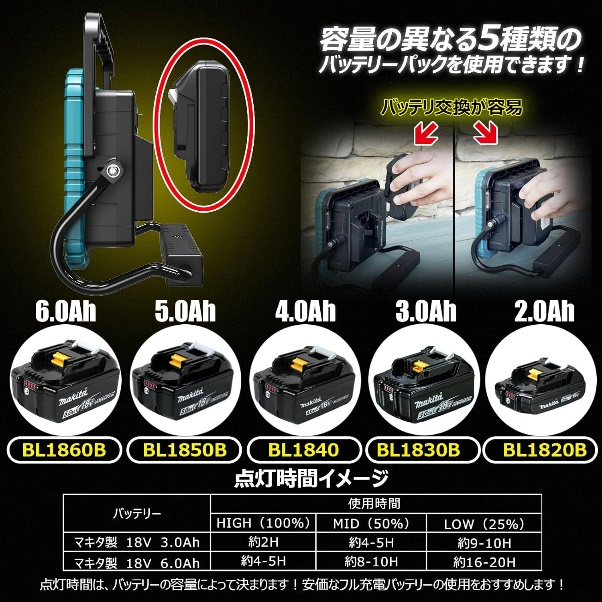 容量の異なる5種類の
バッテリーパックを使用できます！
バッテリ交換が容易
6.0Ah 5.0Ah 4.0Ah 3.0Ah 2.0Ah
makita makita makita makita makita
BL1860B BL1850B BL1840 BL1830B BL1820B
点灯時間イメージ
バッテリー 使用時間
HIGH（100%） MID（50%） LOW（25%）
マキタ製 18V 3.0Ah 約2H 約4-5H 約9-10H
マキタ製 18V 6.0Ah 約4-5H 約8-10H 約16-20H
点灯時間は、バッテリーの容量によって決まります！安価なフル充電バッテリーの使用をおすすめします！